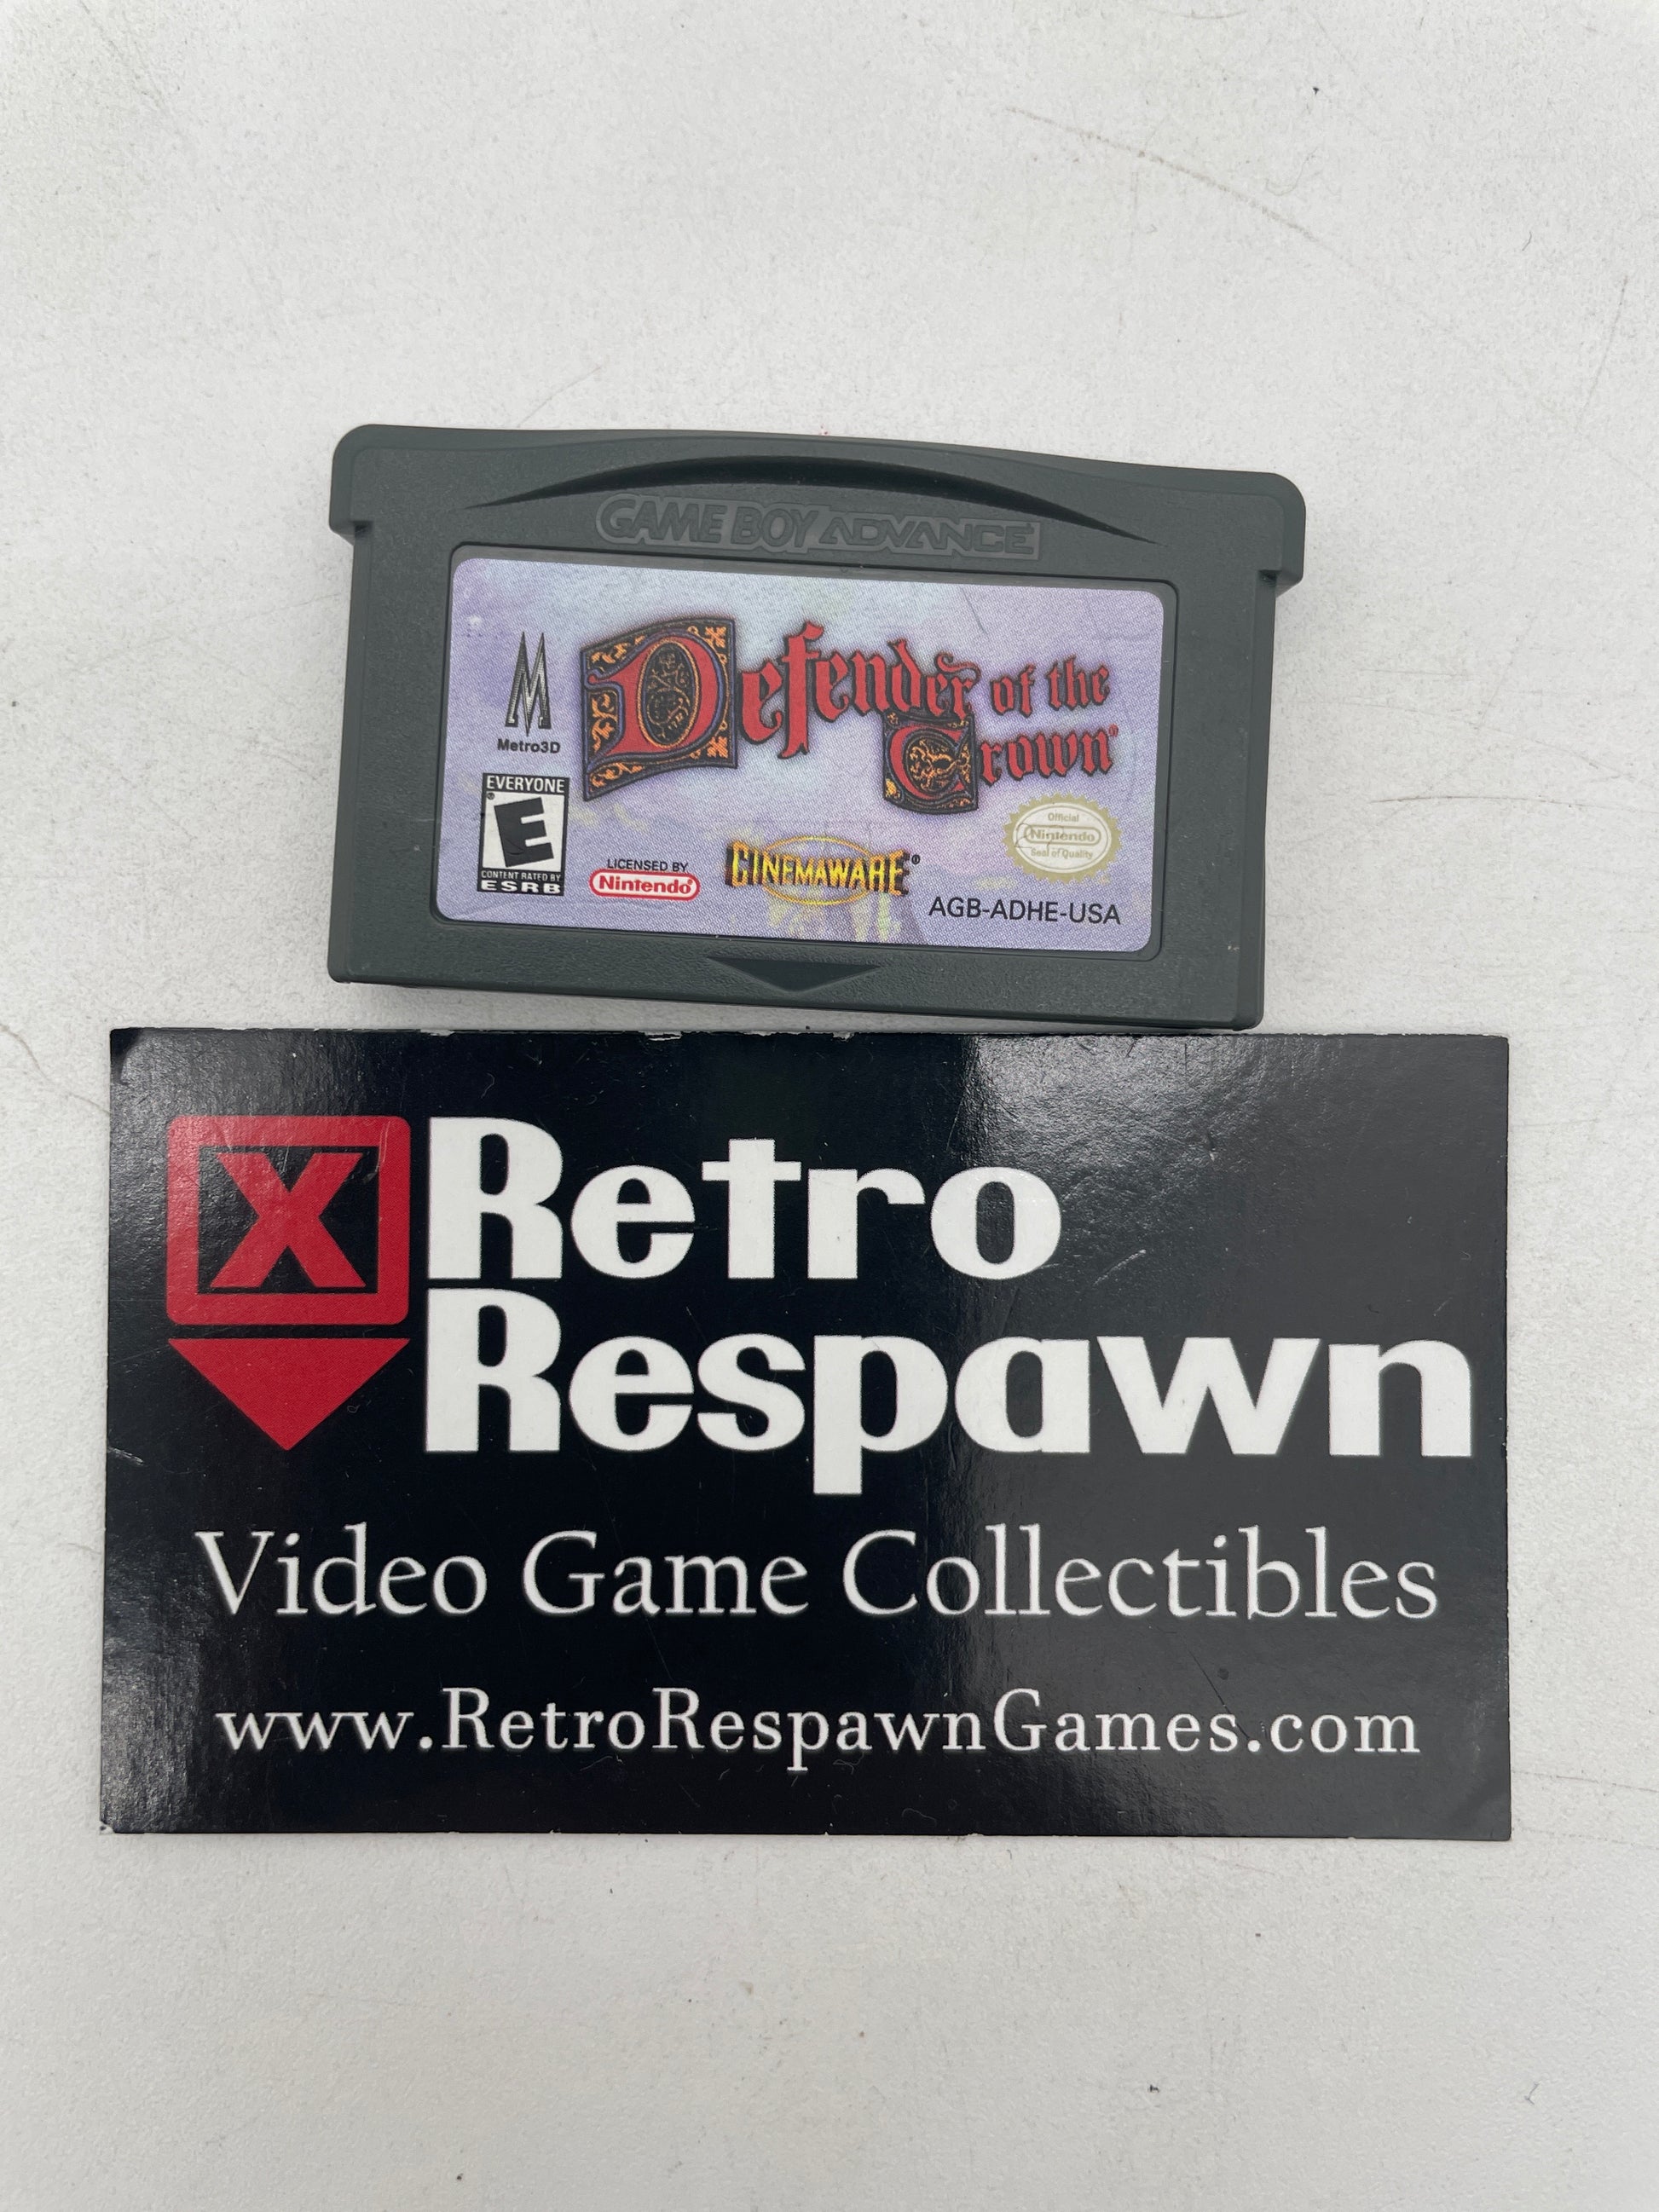 GAME BOY ADVANCE
M
Metro3D
Defender of the
Crown®
EVERYONE
E
CONTENT RATED BY
ESRB
LICENSED BY
Nintendo®
CINEMAWARE®
Official
Nintendo
Seal of Quality
AGB-ADHE-USA
X
Retro
Respawn
Video Game Collectibles
www.RetroRespawnGames.com